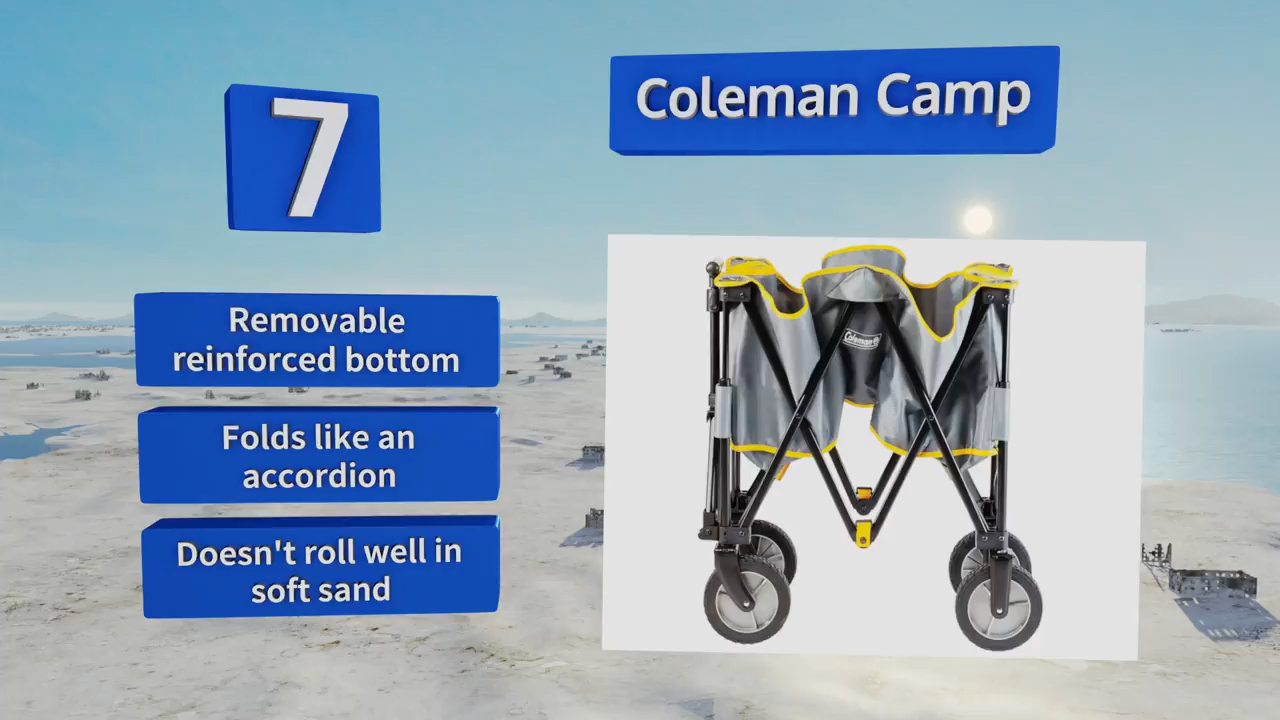 7
Coleman Camp
Removable
reinforced bottom
Folds like an
accordion
Doesn't roll well in
soft sand
Coleman